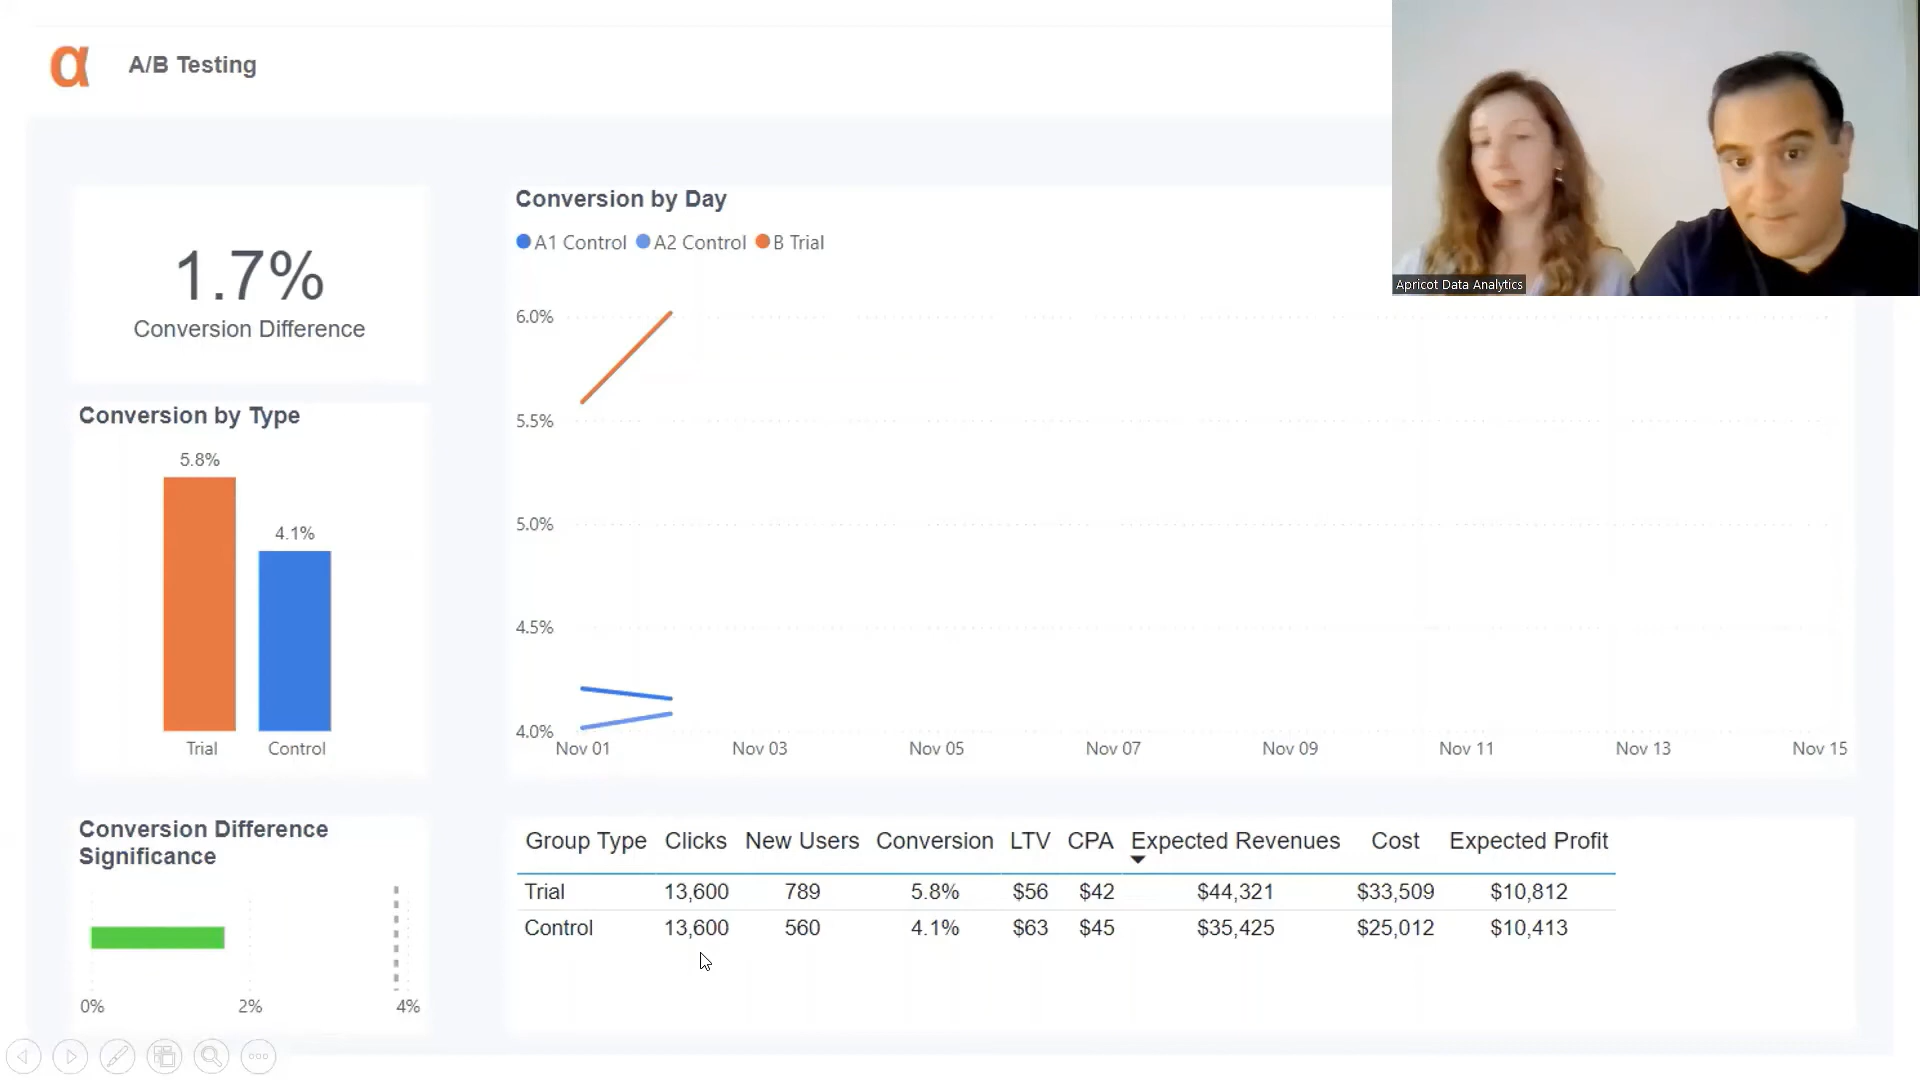 α A/B Testing
Apricot Data Analytics
1.7%
Conversion Difference
Conversion by Type
5.8%
4.1%
Trial Control
Conversion Difference
Significance
0% 2% 4%
Conversion by Day
A1 Control A2 Control B Trial
6.0%
5.5%
5.0%
4.5%
4.0%
Nov 01 Nov 03 Nov 05 Nov 07 Nov 09 Nov 11 Nov 13 Nov 15
Group Type Clicks New Users Conversion LTV CPA Expected Revenues Cost Expected Profit
Trial 13,600 789 5.8% $56 $42 $44,321 $33,509 $10,812
Control 13,600 560 4.1% $63 $45 $35,425 $25,012 $10,413